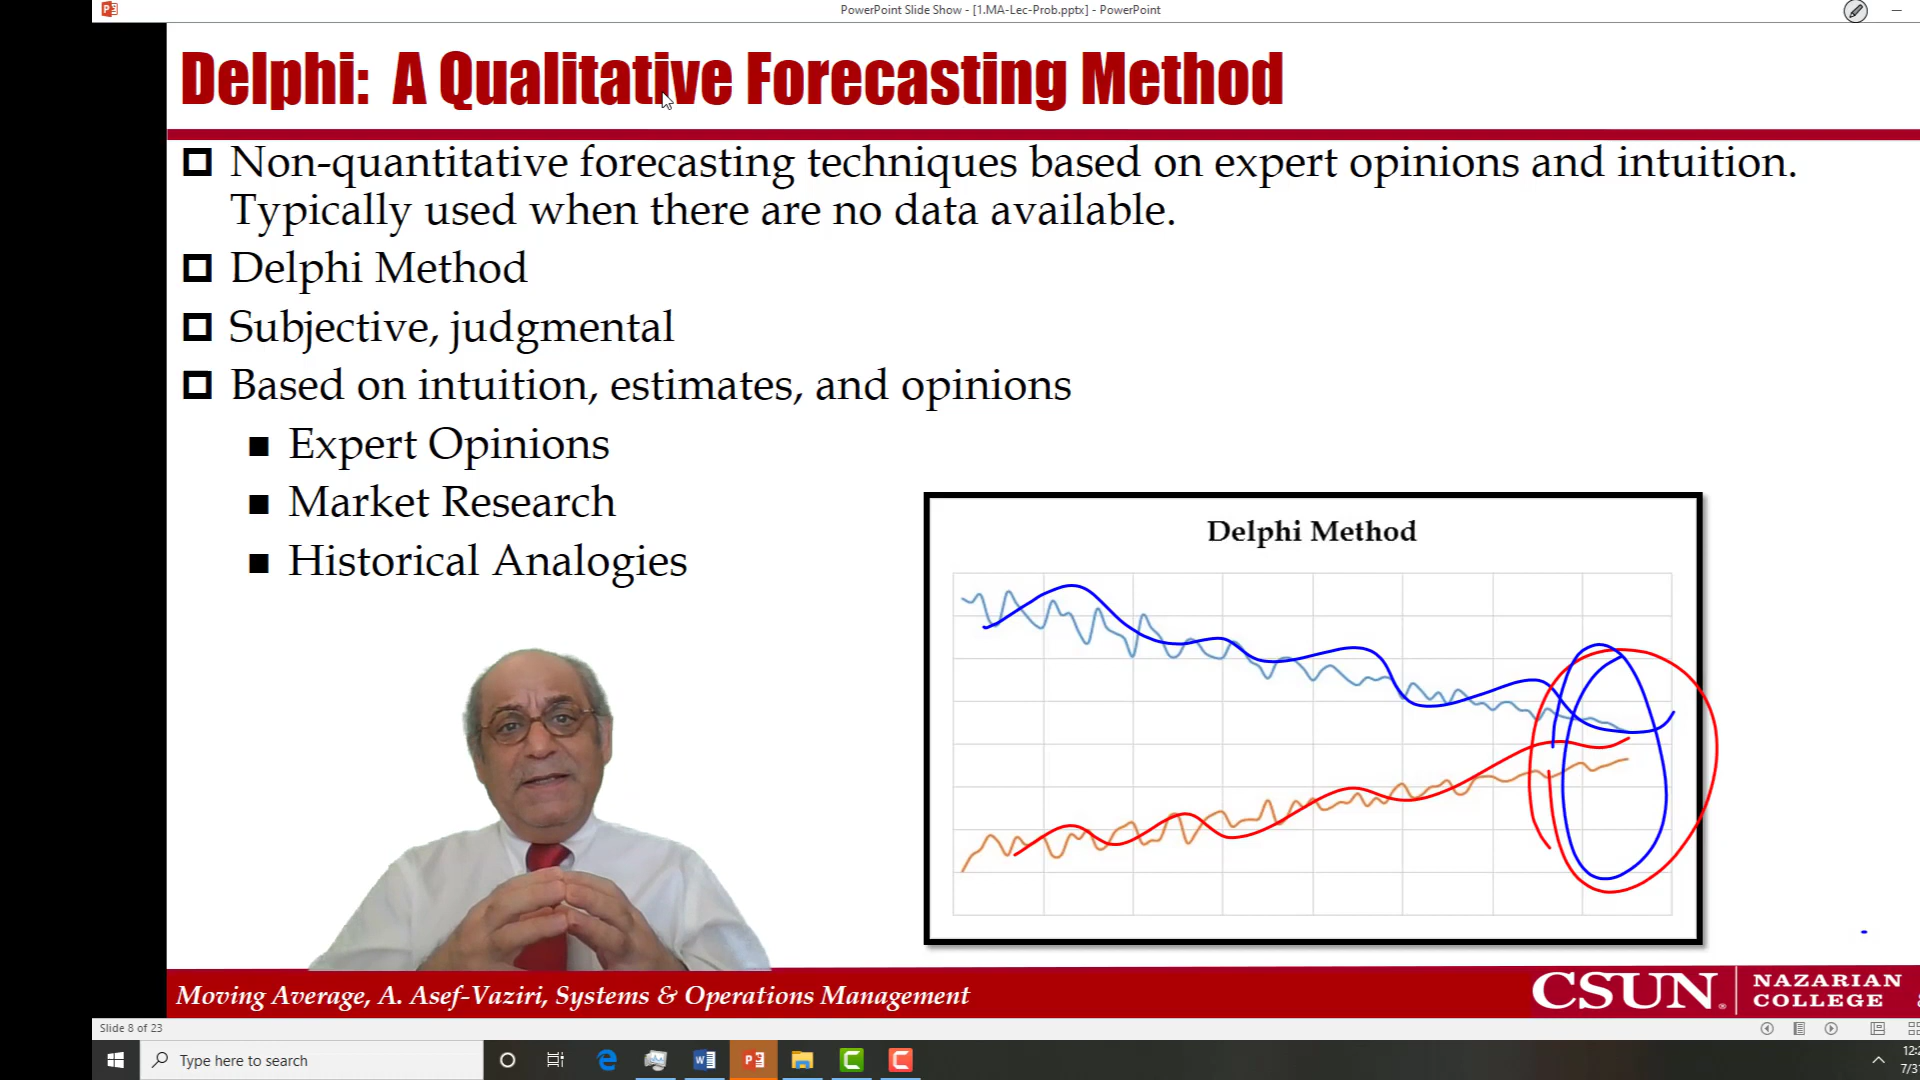 PowerPoint Slide Show - [1.MA-Lec-Prob.pptx] - PowerPoint
Delphi: A Qualitative Forecasting Method
Non-quantitative forecasting techniques based on expert opinions and intuition.
Typically used when there are no data available.
Delphi Method
Subjective, judgmental
Based on intuition, estimates, and opinions
Expert Opinions
Market Research
Historical Analogies
Delphi Method
Moving Average, A. Asef-Vaziri, Systems & Operations Management
CSUN
NAZARIAN
COLLEGE
Slide 8 of 23
Type here to search